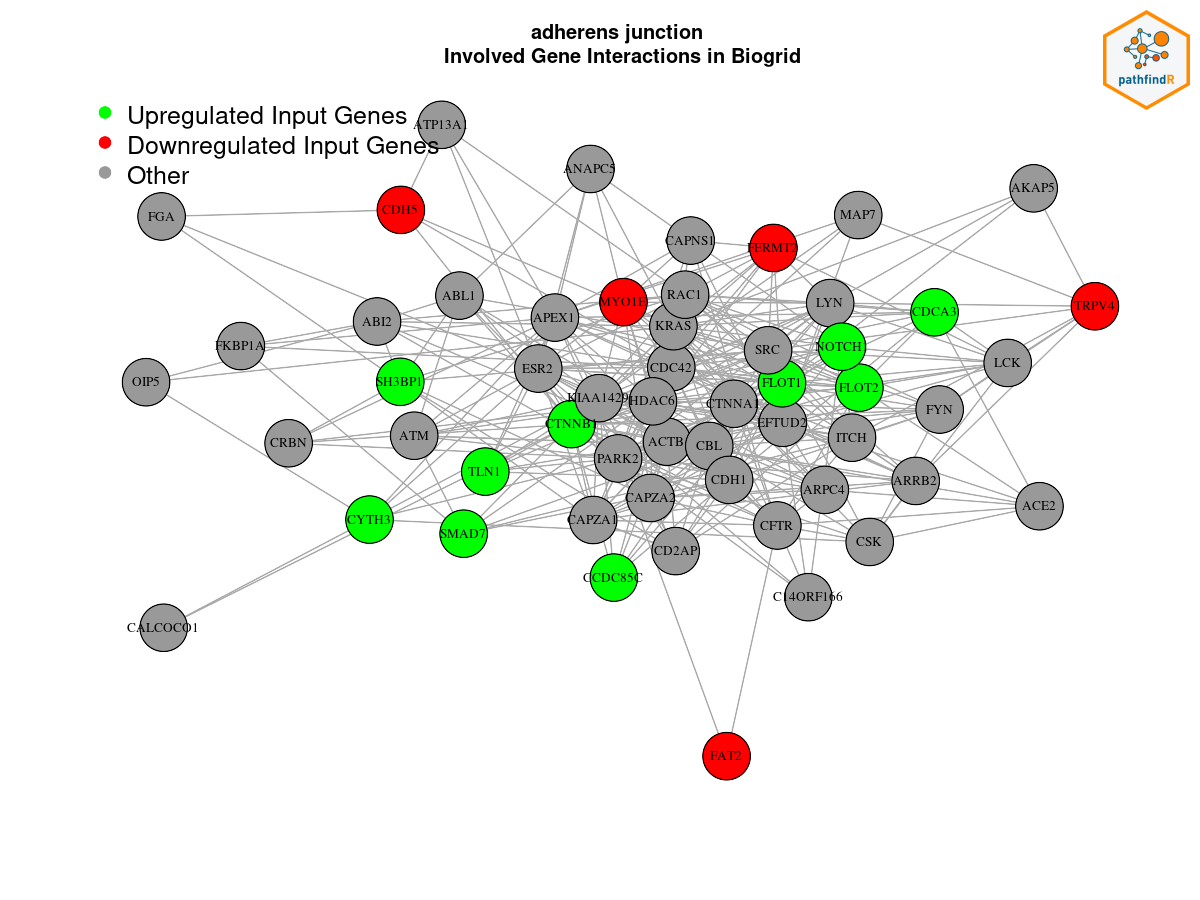 adherens junction
Involved Gene Interactions in Biogrid
pathfindR
Upregulated Input Genes
Downregulated Input Genes
Other
ATP13A1
ANAPC5
AKAP5
FGA
CDH5
MAP7
CAPNS1
FERMT2
ABL1
RAC1
MYO1E
LYN
TRPV4
CDCA3
ABI2
APEX1
KRAS
FKBP1A
NOTCH1
SRC
LCK
OIP5
SH3BP1
ESR2
CDC42
FLOT1
FLOT2
KIAA1429
HDAC6
CTNNA1
FYN
CTNNB1
EFTUD2
CRBN
ATM
ACTB
CBL
ITCH
PARK2
TLN1
CDH1
ARRB2
ARPC4
CAPZA2
ACE2
CYTH3
CAPZA1
CFTR
SMAD7
CSK
CD2AP
CCDC85C
C14ORF166
CALCOCO1
FAT2